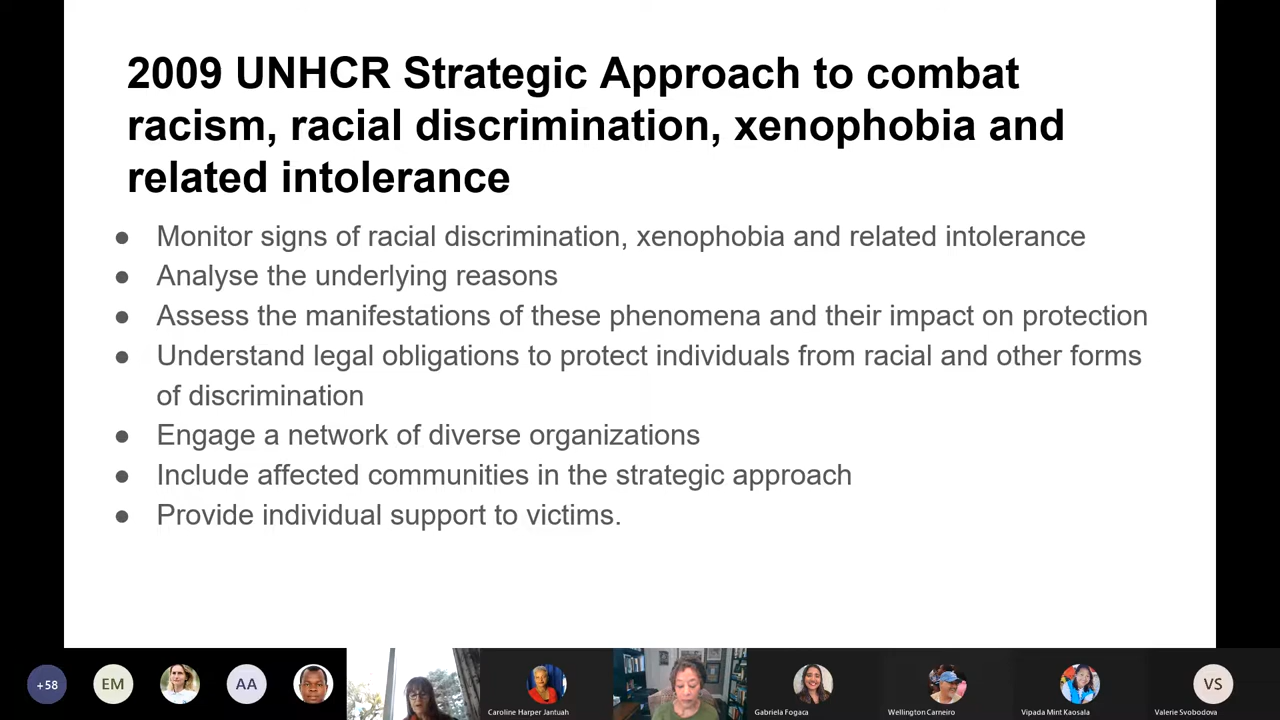 2009 UNHCR Strategic Approach to combat
racism, racial discrimination, xenophobia and
related intolerance
● Monitor signs of racial discrimination, xenophobia and related intolerance
● Analyse the underlying reasons
● Assess the manifestations of these phenomena and their impact on protection
● Understand legal obligations to protect individuals from racial and other forms
of discrimination
● Engage a network of diverse organizations
● Include affected communities in the strategic approach
● Provide individual support to victims.
+58
EM
AA
VS
Caroline Harper Jantuah
Gabriela Fogaca
Wellington Carneiro
Vipada Mint Kaosala
Valerie Svobodova